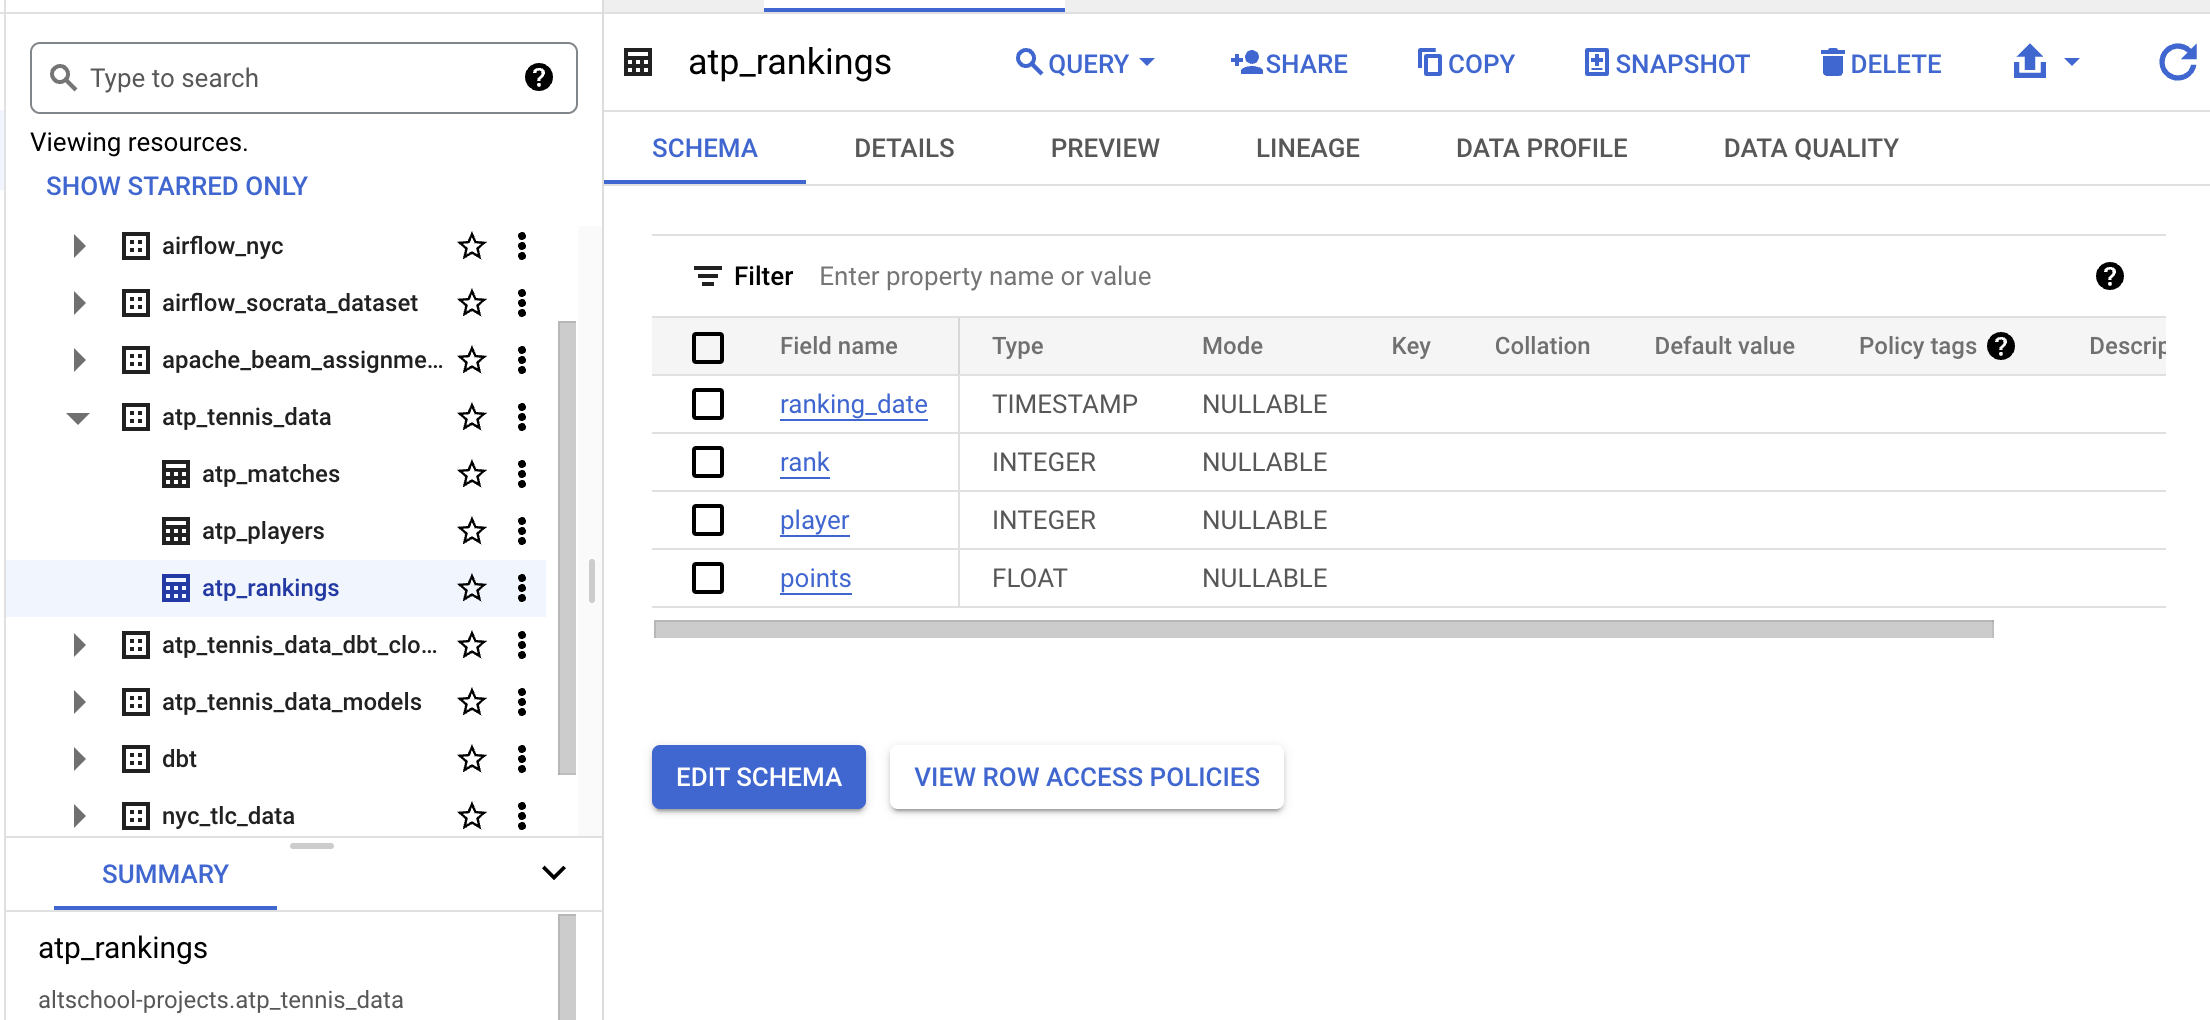 Type to search
Viewing resources.
SHOW STARRED ONLY
airflow_nyc
airflow_socrata_dataset
apache_beam_assignme...
atp_tennis_data
atp_matches
atp_players
atp_rankings
atp_tennis_data_dbt_clo...
atp_tennis_data_models
dbt
nyc_tlc_data
SUMMARY
atp_rankings
altschool-projects.atp_tennis_data
atp_rankings QUERY SHARE COPY SNAPSHOT DELETE
SCHEMA DETAILS PREVIEW LINEAGE DATA PROFILE DATA QUALITY
Filter Enter property name or value
Field name Type Mode Key Collation Default value Policy tags Descrip
ranking_date TIMESTAMP NULLABLE
rank INTEGER NULLABLE
player INTEGER NULLABLE
points FLOAT NULLABLE
EDIT SCHEMA VIEW ROW ACCESS POLICIES